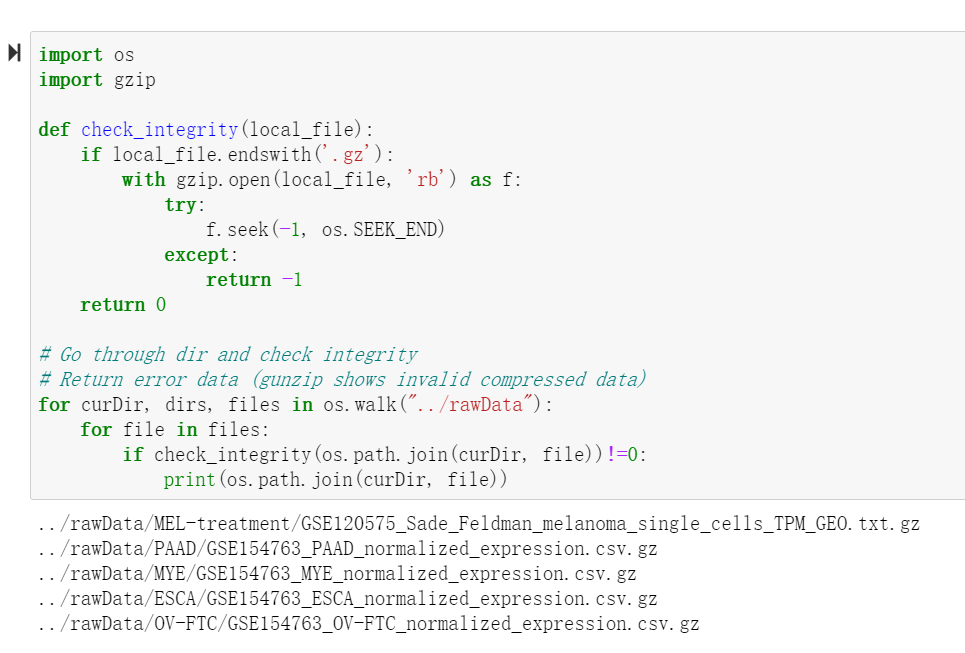 import os
import gzip
def check_integrity(local_file):
    if local_file.endswith('.gz'):
        with gzip.open(local_file, 'rb') as f:
            try:
                f.seek(-1, os.SEEK_END)
            except:
                return -1
    return 0
# Go through dir and check integrity
# Return error data (gunzip shows invalid compressed data)
for curDir, dirs, files in os.walk("../rawData"):
    for file in files:
        if check_integrity(os.path.join(curDir, file))!=0:
            print(os.path.join(curDir, file))
../rawData/MEL-treatment/GSE120575_Sade_Feldman_melanoma_single_cells_TPM_GEO.txt.gz
../rawData/PAAD/GSE154763_PAAD_normalized_expression.csv.gz
../rawData/MYE/GSE154763_MYE_normalized_expression.csv.gz
../rawData/ESCA/GSE154763_ESCA_normalized_expression.csv.gz
../rawData/OV-FTC/GSE154763_OV-FTC_normalized_expression.csv.gz